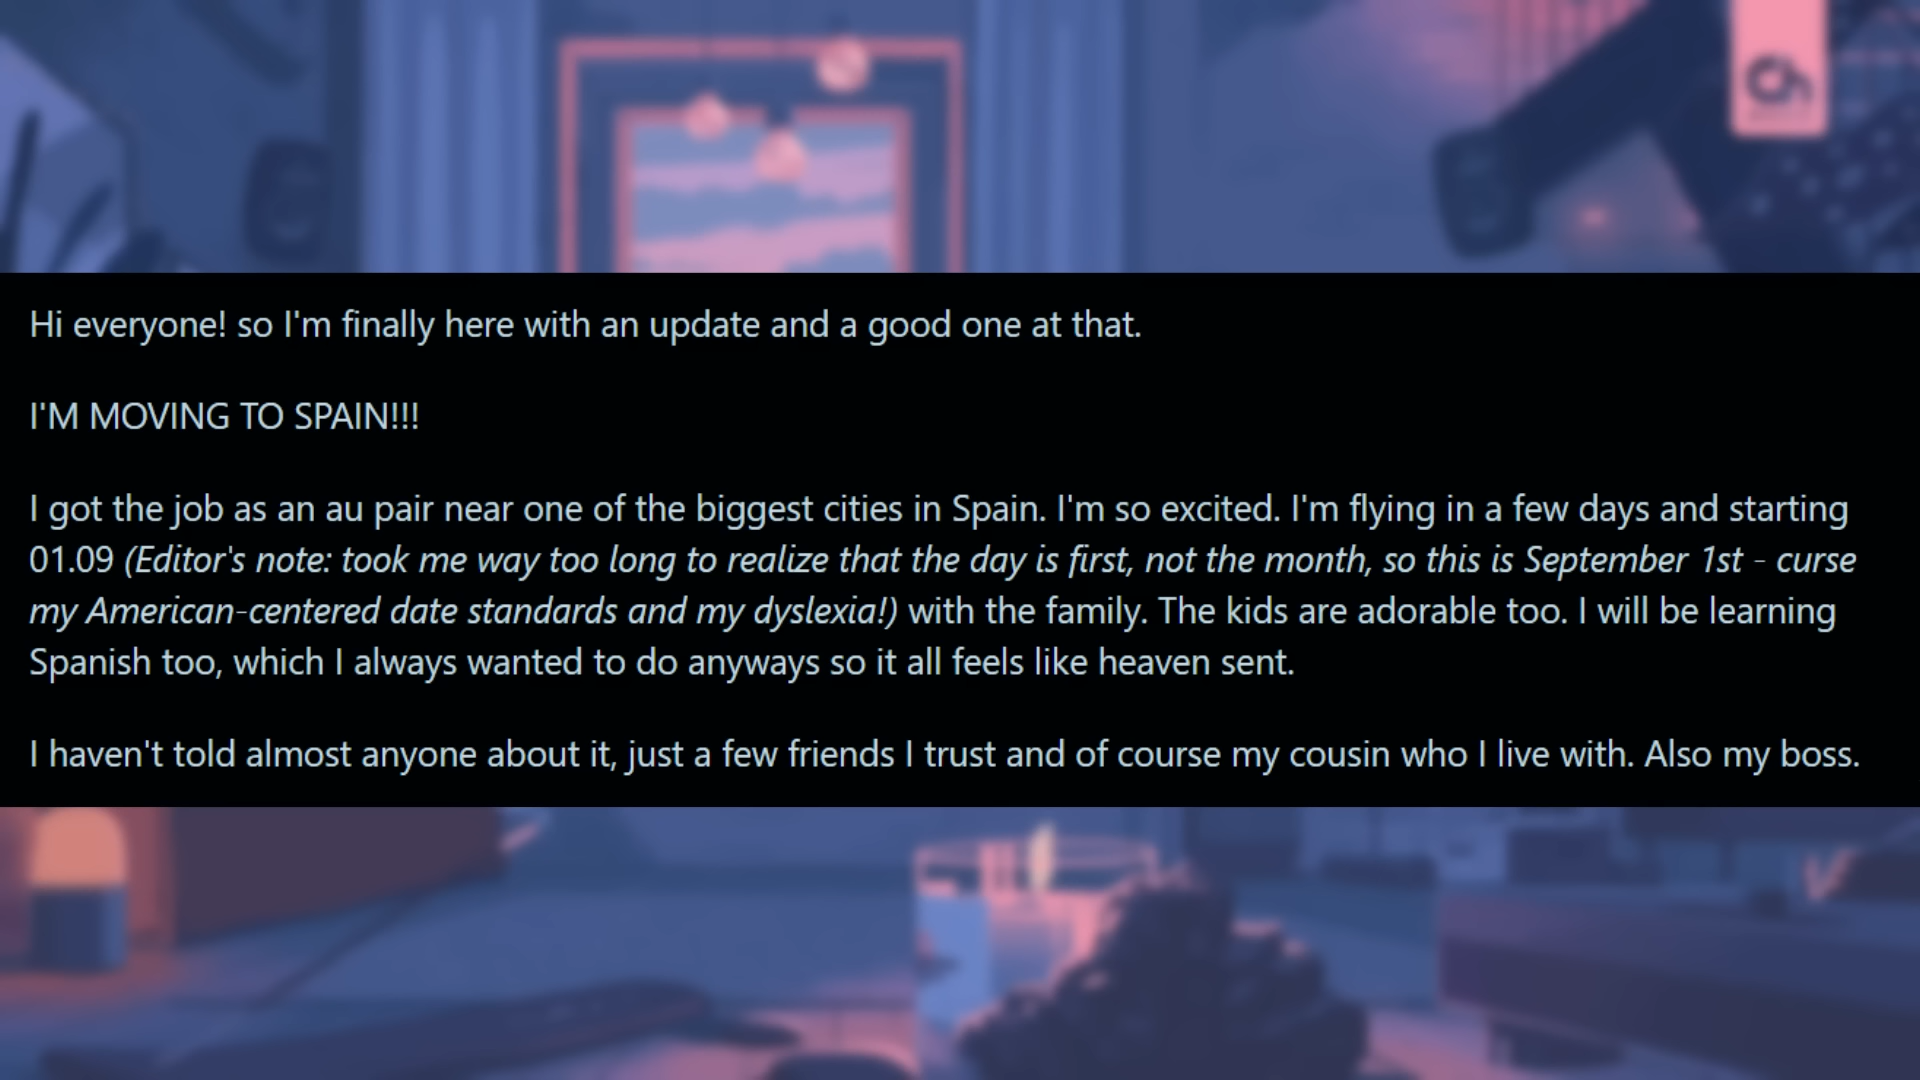 Hi everyone! so I'm finally here with an update and a good one at that.
I'M MOVING TO SPAIN!!!
I got the job as an au pair near one of the biggest cities in Spain. I'm so excited. I'm flying in a few days and starting
01.09 (Editor's note: took me way too long to realize that the day is first, not the month, so this is September 1st - curse
my American-centered date standards and my dyslexia!) with the family. The kids are adorable too. I will be learning
Spanish too, which I always wanted to do anyways so it all feels like heaven sent.
I haven't told almost anyone about it, just a few friends I trust and of course my cousin who I live with. Also my boss.